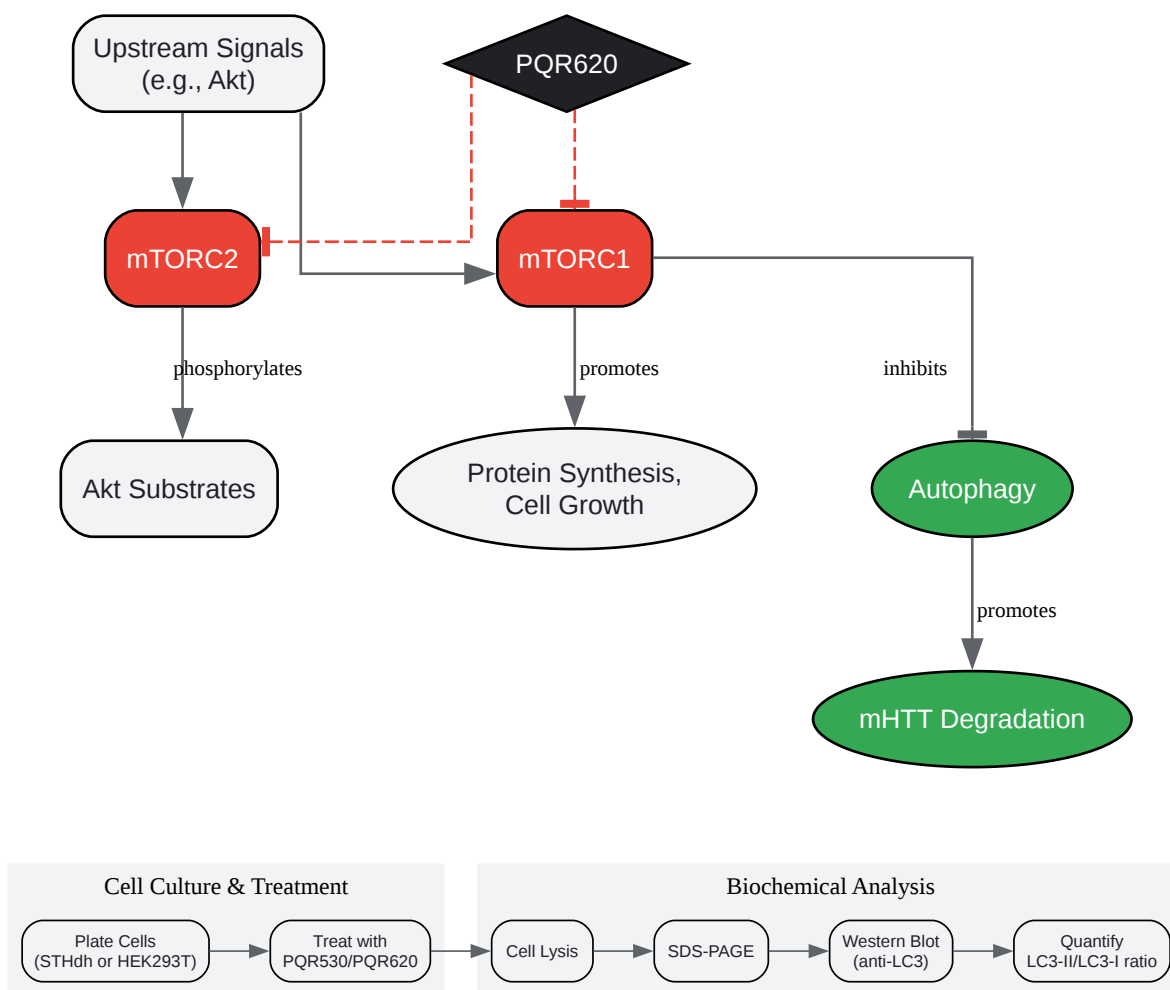 Upstream Signals
(e.g., Akt)
PQR620
mTORC2
mTORC1
phosphorylates
promotes
inhibits
Akt Substrates
Protein Synthesis,
Cell Growth
Autophagy
promotes
mHTT Degradation
Cell Culture & Treatment
Plate Cells
(STHdh or HEK293T)
Treat with
PQR530/PQR620
Biochemical Analysis
Cell Lysis
SDS-PAGE
Western Blot
(anti-LC3)
Quantify
LC3-II/LC3-I ratio